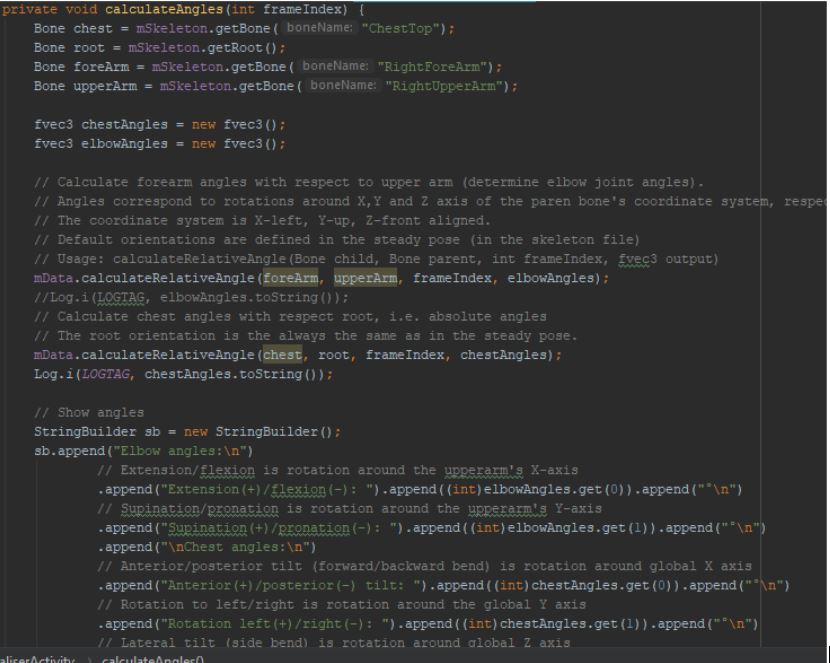 private void calculateAngles(int frameIndex) {
Bone chest = mSkeleton.getBone( boneName: "ChestTop");
Bone root = mSkeleton.getRoot();
Bone foreArm = mSkeleton.getBone( boneName: "RightForeArm");
Bone upperArm = mSkeleton.getBone( boneName: "RightUpperArm");
fvec3 chestAngles = new fvec3();
fvec3 elbowAngles = new fvec3();
// Calculate forearm angles with respect to upper arm (determine elbow joint angles).
// Angles correspond to rotations around X,Y and Z axis of the paren bone's coordinate system, respec
// The coordinate system is X-left, Y-up, Z-front aligned.
// Default orientations are defined in the steady pose (in the skeleton file)
// Usage: calculateRelativeAngle(Bone child, Bone parent, int frameIndex, fvec3 output)
mData.calculateRelativeAngle(foreArm, upperArm, frameIndex, elbowAngles);
//Log.i(LOGTAG, elbowAngles.toString());
// Calculate chest angles with respect root, i.e. absolute angles
// The root orientation is the always the same as in the steady pose.
mData.calculateRelativeAngle(chest, root, frameIndex, chestAngles);
Log.i(LOGTAG, chestAngles.toString());
// Show angles
StringBuilder sb = new StringBuilder();
sb.append("Elbow angles:\n")
// Extension/flexion is rotation around the upperarm's X-axis
.append("Extension(+)/flexion(-): ").append((int)elbowAngles.get(0)).append("°\n")
// Supination/pronation is rotation around the upperarm's Y-axis
.append("Supination(+)/pronation(-): ").append((int)elbowAngles.get(1)).append("°\n")
.append("\nChest angles:\n")
// Anterior/posterior tilt (forward/backward bend) is rotation around global X axis
.append("Anterior(+)/posterior(-) tilt: ").append((int)chestAngles.get(0)).append("°\n")
// Rotation to left/right is rotation around the global Y axis
.append("Rotation left(+)/right(-): ").append((int)chestAngles.get(1)).append("°\n")
// Lateral tilt (side bend) is rotation around global Z axis
aliserActivity > calculateAngles()